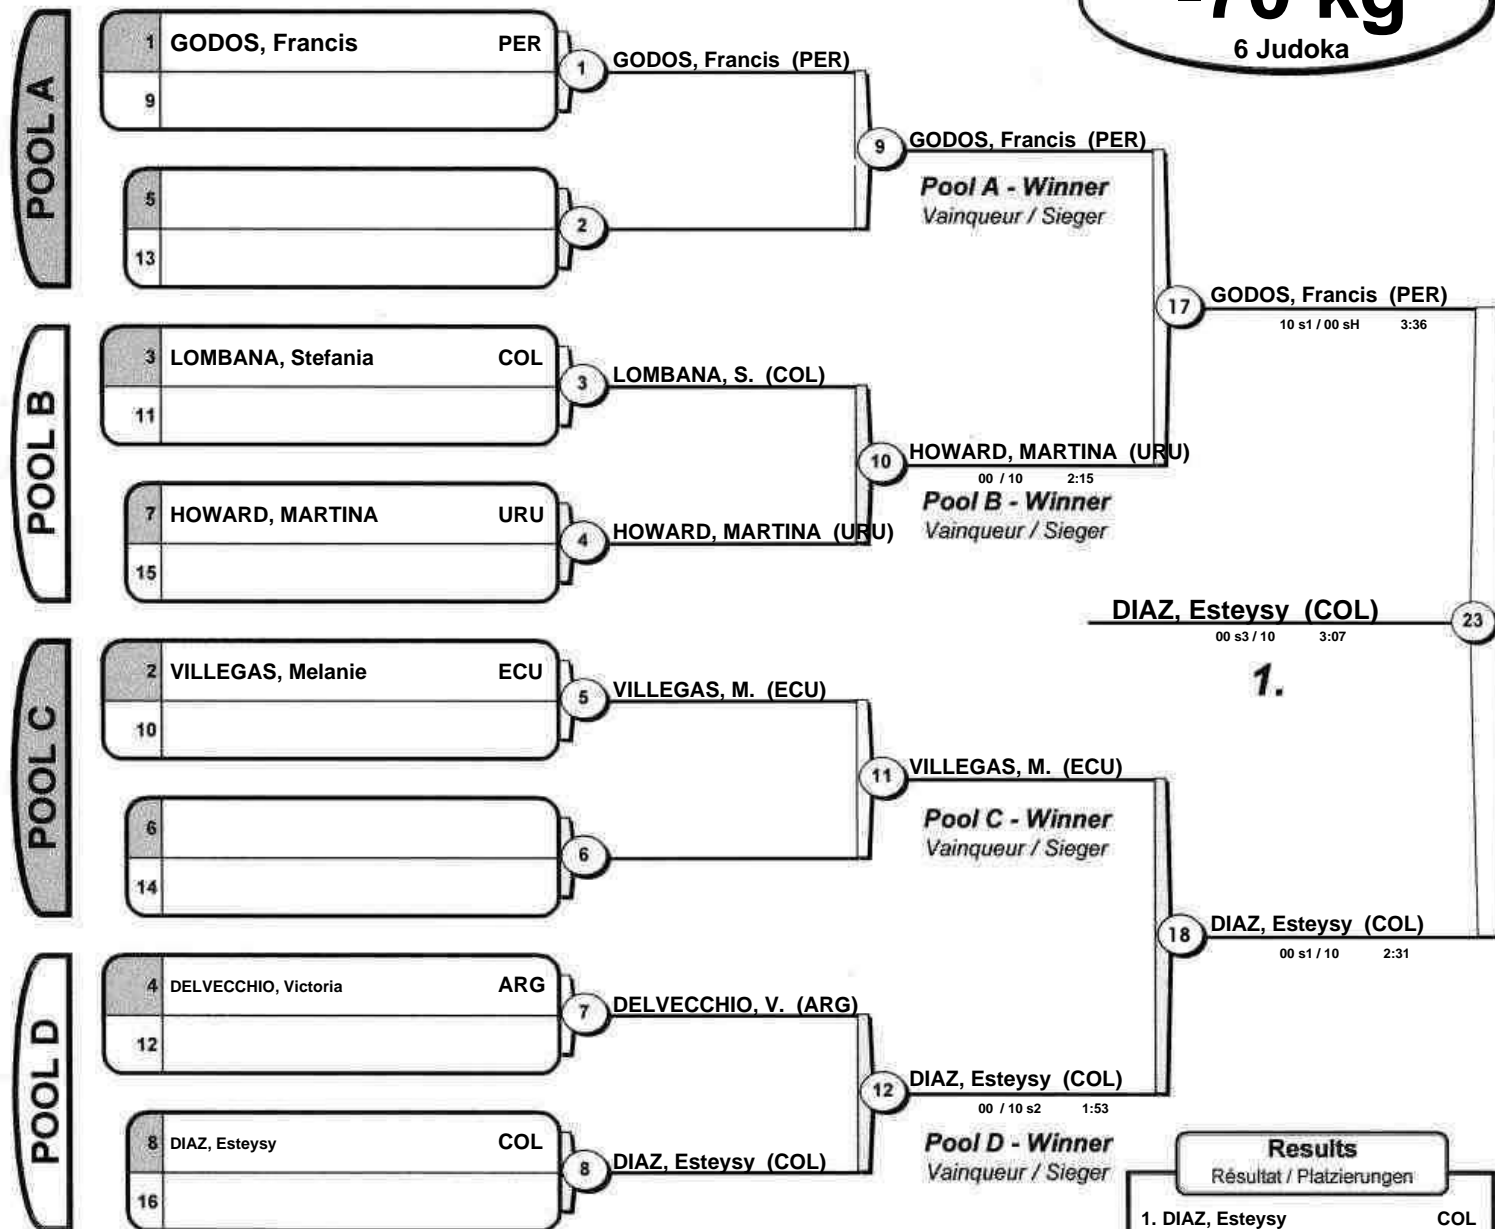 -70 kg
6 Judoka
POOL A
1 GODOS, Francis PER
9
5
13
1 GODOS, Francis (PER)
2
9 GODOS, Francis (PER)
Pool A - Winner
Vainqueur / Sieger
POOL B
3 LOMBANA, Stefania COL
11
7 HOWARD, MARTINA URU
15
3 LOMBANA, S. (COL)
4 HOWARD, MARTINA (URU)
10 HOWARD, MARTINA (URU)
00 / 10 2:15
Pool B - Winner
Vainqueur / Sieger
17 GODOS, Francis (PER)
10 s1 / 00 sH 3:36
DIAZ, Esteysy (COL) 23
00 s3 / 10 3:07
1.
POOL C
2 VILLEGAS, Melanie ECU
10
6
14
5 VILLEGAS, M. (ECU)
6
11 VILLEGAS, M. (ECU)
Pool C - Winner
Vainqueur / Sieger
POOL D
4 DELVECCHIO, Victoria ARG
12
8 DIAZ, Esteysy COL
16
7 DELVECCHIO, V. (ARG)
8 DIAZ, Esteysy (COL)
12 DIAZ, Esteysy (COL)
00 / 10 s2 1:53
Pool D - Winner
Vainqueur / Sieger
18 DIAZ, Esteysy (COL)
00 s1 / 10 2:31
Results
Résultat / Platzierungen
1. DIAZ, Esteysy COL